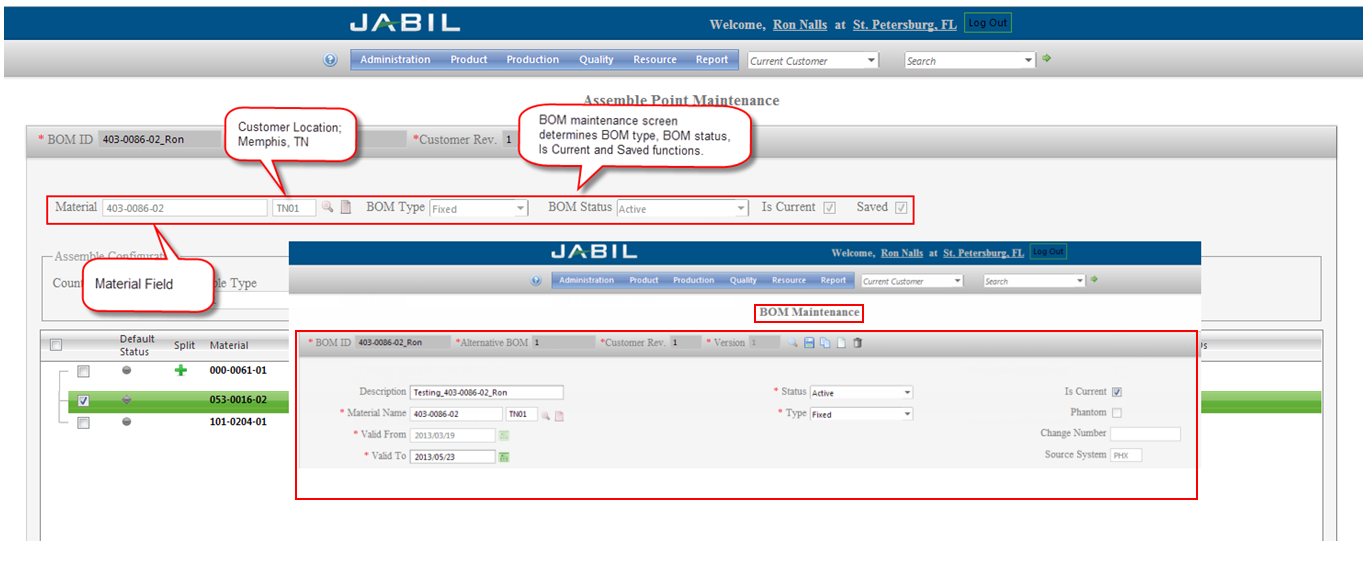 JABIL
Welcome, Ron Nalls at St. Petersburg, FL Log Out
Administration Product Production Quality Resource Report Current Customer Search
Assemble Point Maintenance
* BOM ID 403-0086-02_Ron *Customer Rev. 1
Customer Location;
Memphis, TN
BOM maintenance screen
determines BOM type, BOM status,
Is Current and Saved functions.
Material 403-0086-02 TN01 BOM Type Fixed BOM Status Active Is Current Saved
Assemble Configurat
Coun ble Type
Material Field
Default
Status Split Material
000-0061-01
053-0016-02
101-0204-01
JABIL
Welcome, Ron Nalls at St. Petersburg, FL Log Out
Administration Product Production Quality Resource Report Current Customer Search
BOM Maintenance
* BOM ID 403-0086-02_Ron *Alternative BOM 1 *Customer Rev. 1 * Version 1
Description Testing_403-0086-02_Ron * Status Active Is Current
* Material Name 403-0086-02 TN01 * Type Fixed Phantom
* Valid From 2013/03/19 Change Number
* Valid To 2013/05/23 Source System PHX